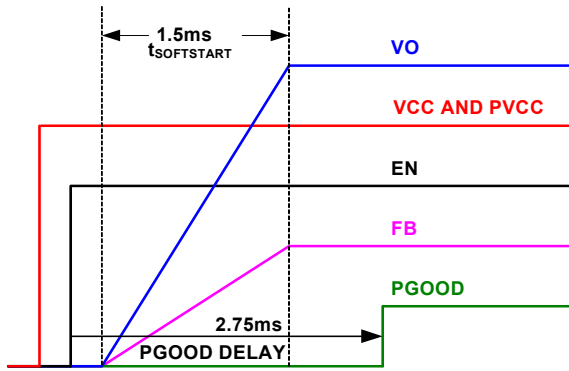 1.5ms
tSOFTSTART
VO
VCC AND PVCC
EN
FB
PGOOD
2.75ms
PGOOD DELAY